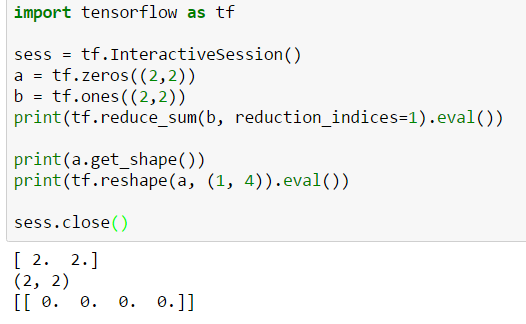 import tensorflow as tf
sess = tf.InteractiveSession()
a = tf.zeros((2,2))
b = tf.ones((2,2))
print(tf.reduce_sum(b, reduction_indices=1).eval())
print(a.get_shape())
print(tf.reshape(a, (1, 4)).eval())
sess.close()
[ 2.  2.]
(2, 2)
[[ 0.  0.  0.  0.]]